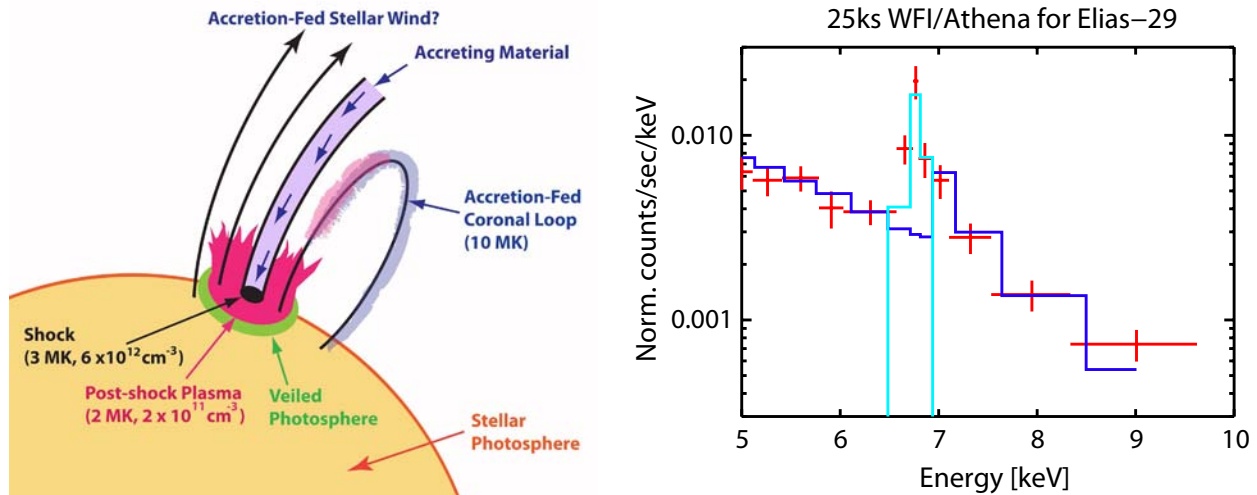 Accretion-Fed Stellar Wind?
Accreting Material
Accretion-Fed
Coronal Loop
(10 MK)
Shock
(3 MK, 6 x10¹²cm⁻³)
Post-shock Plasma
(2 MK, 2 x 10¹¹cm⁻³)
Veiled
Photosphere
Stellar
Photosphere
25ks WFI/Athena for Elias−29
Norm. counts/sec/keV
0.010
0.001
5 6 7 8 9 10
Energy [keV]